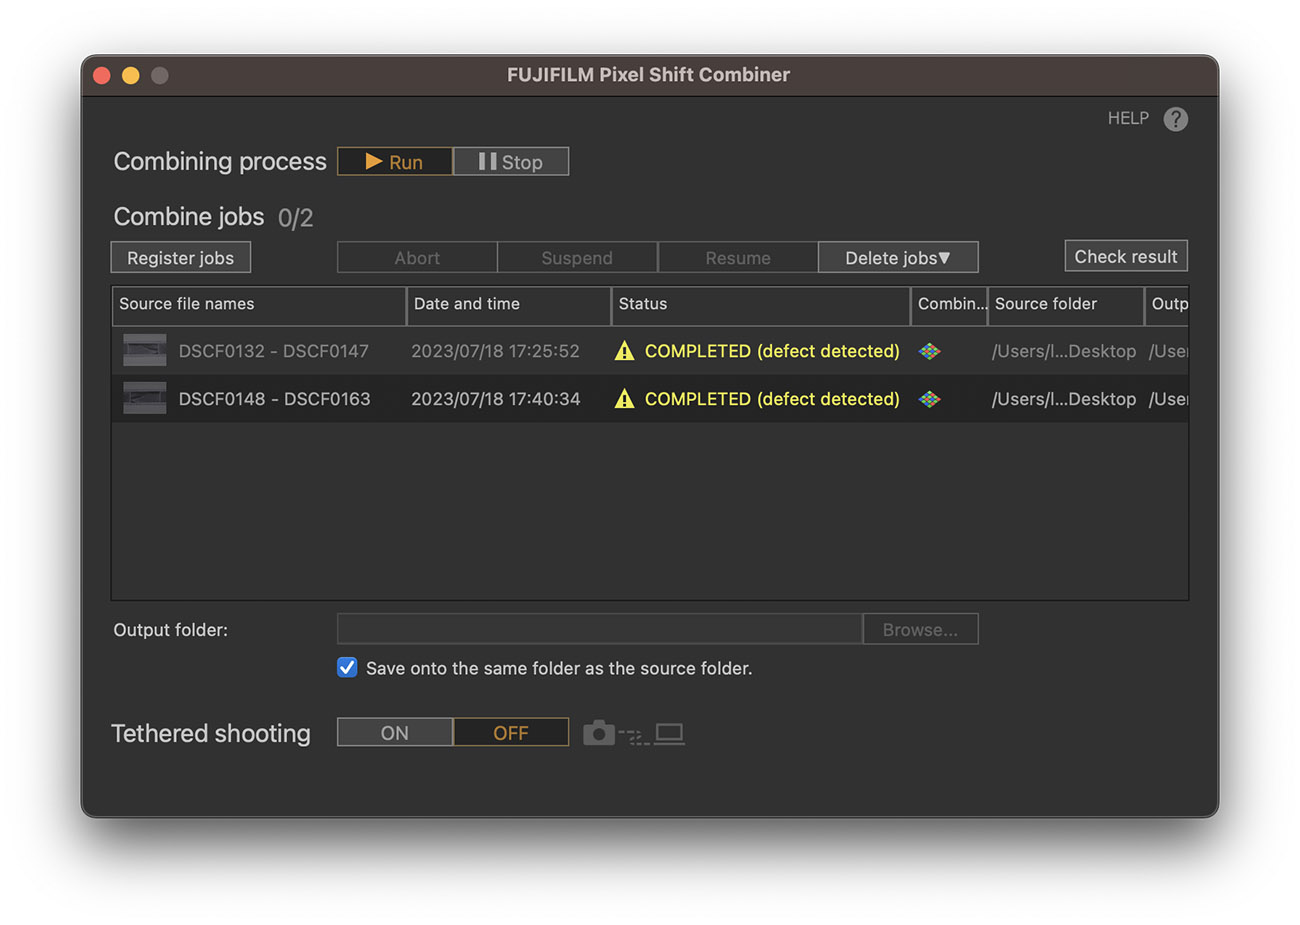 FUJIFILM Pixel Shift Combiner
HELP ?
Combining process Run Stop
Combine jobs 0/2
Register jobs Abort Suspend Resume Delete jobs▼ Check result
Source file names Date and time Status Combin... Source folder Outp
DSCF0132 - DSCF0147 2023/07/18 17:25:52 COMPLETED (defect detected) /Users/l...Desktop /Use
DSCF0148 - DSCF0163 2023/07/18 17:40:34 COMPLETED (defect detected) /Users/l...Desktop /Use
Output folder: Browse...
Save onto the same folder as the source folder.
Tethered shooting ON OFF